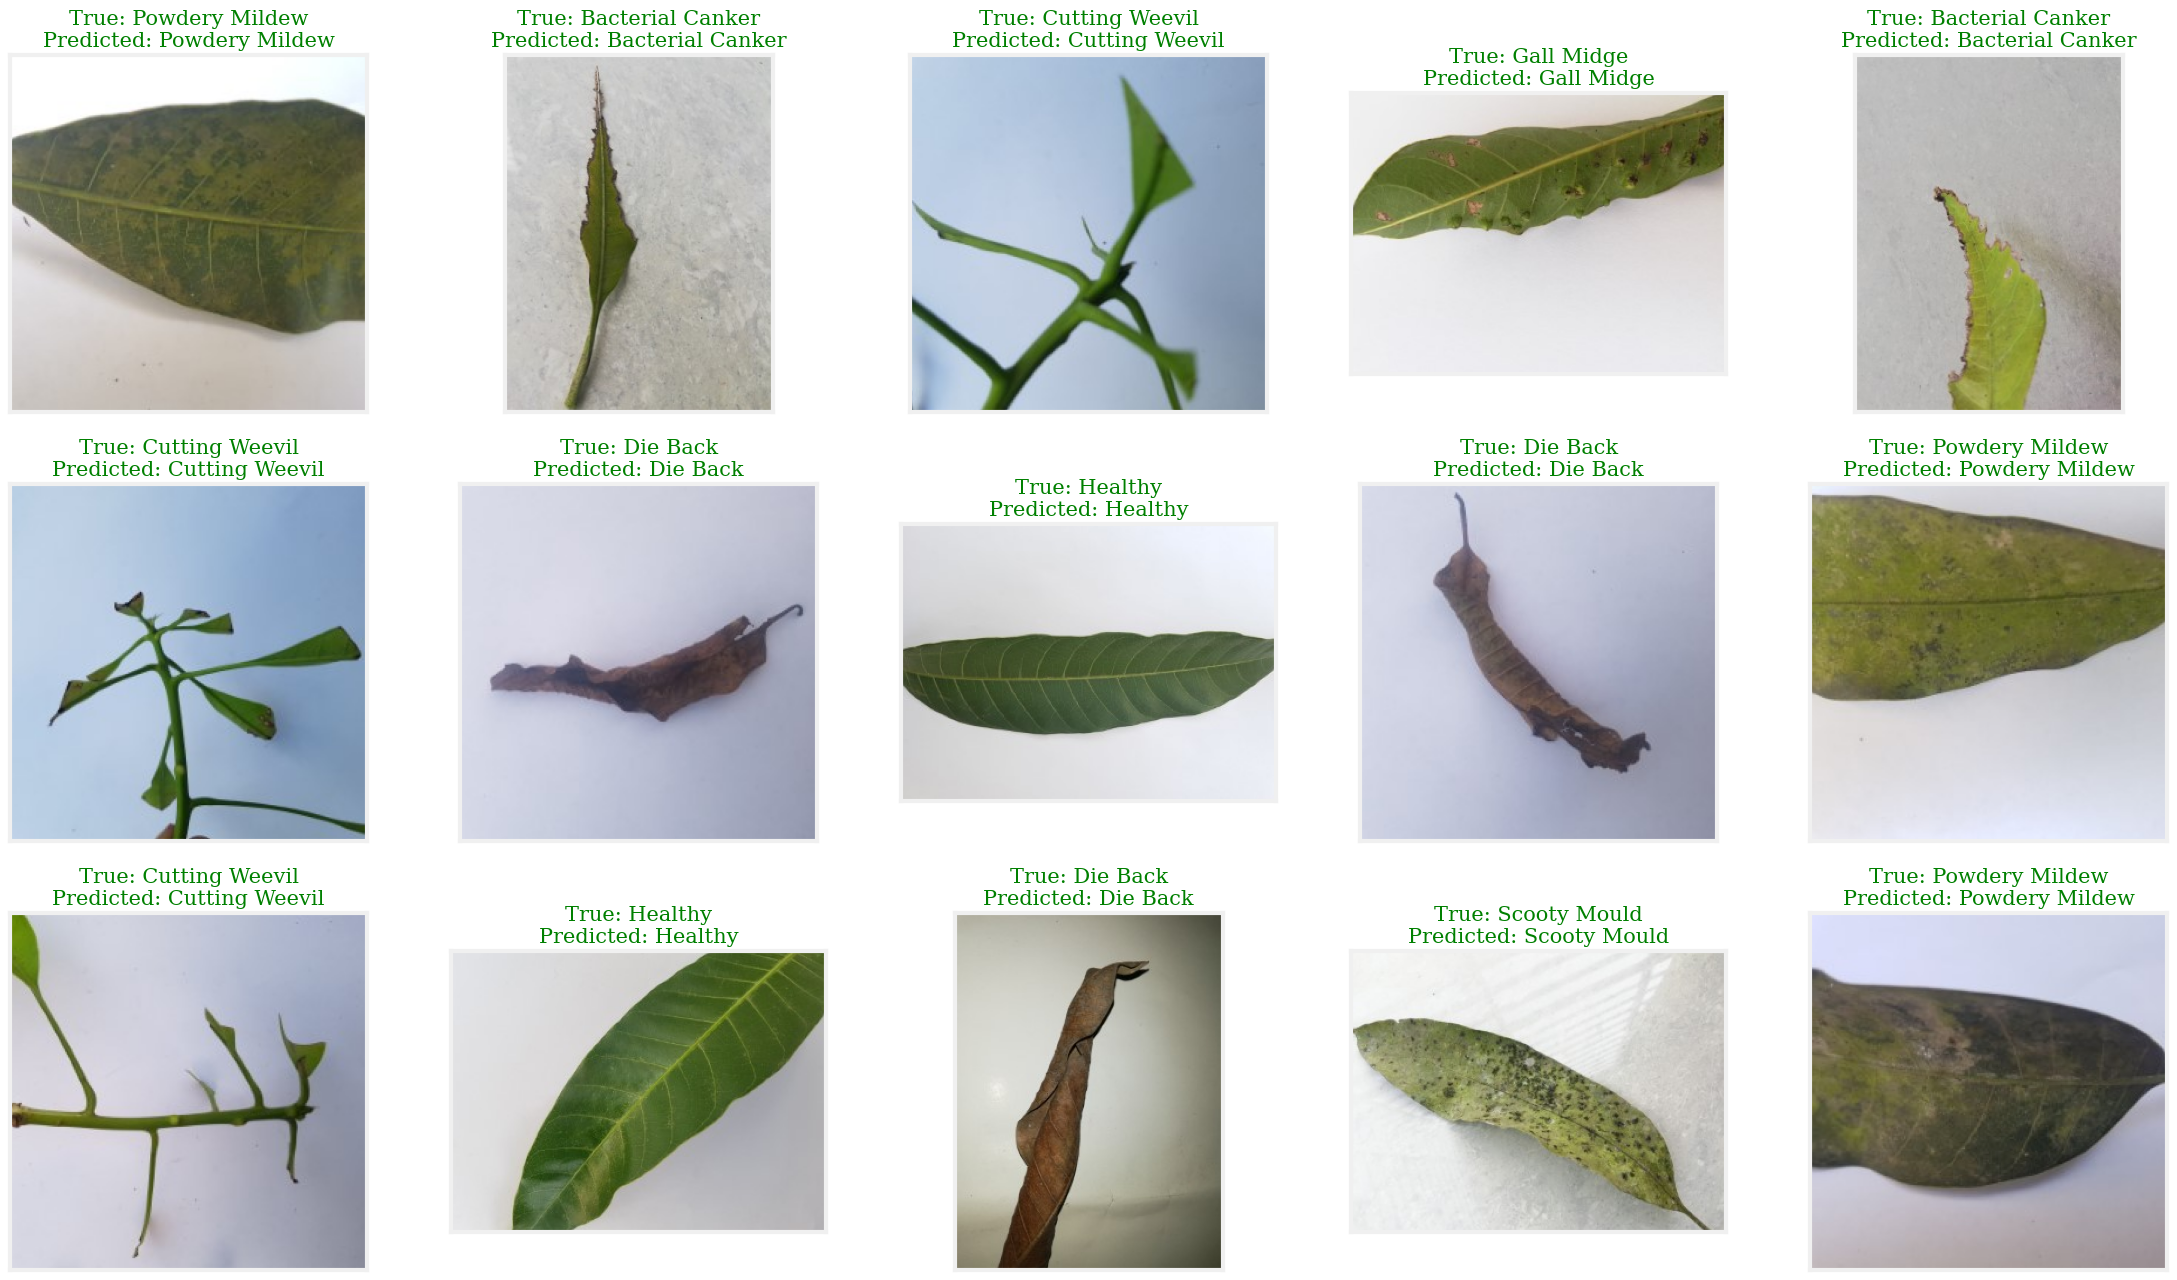 True: Powdery Mildew
Predicted: Powdery Mildew
True: Bacterial Canker
Predicted: Bacterial Canker
True: Cutting Weevil
Predicted: Cutting Weevil
True: Gall Midge
Predicted: Gall Midge
True: Bacterial Canker
Predicted: Bacterial Canker
True: Cutting Weevil
Predicted: Cutting Weevil
True: Die Back
Predicted: Die Back
True: Healthy
Predicted: Healthy
True: Die Back
Predicted: Die Back
True: Powdery Mildew
Predicted: Powdery Mildew
True: Cutting Weevil
Predicted: Cutting Weevil
True: Healthy
Predicted: Healthy
True: Die Back
Predicted: Die Back
True: Scooty Mould
Predicted: Scooty Mould
True: Powdery Mildew
Predicted: Powdery Mildew